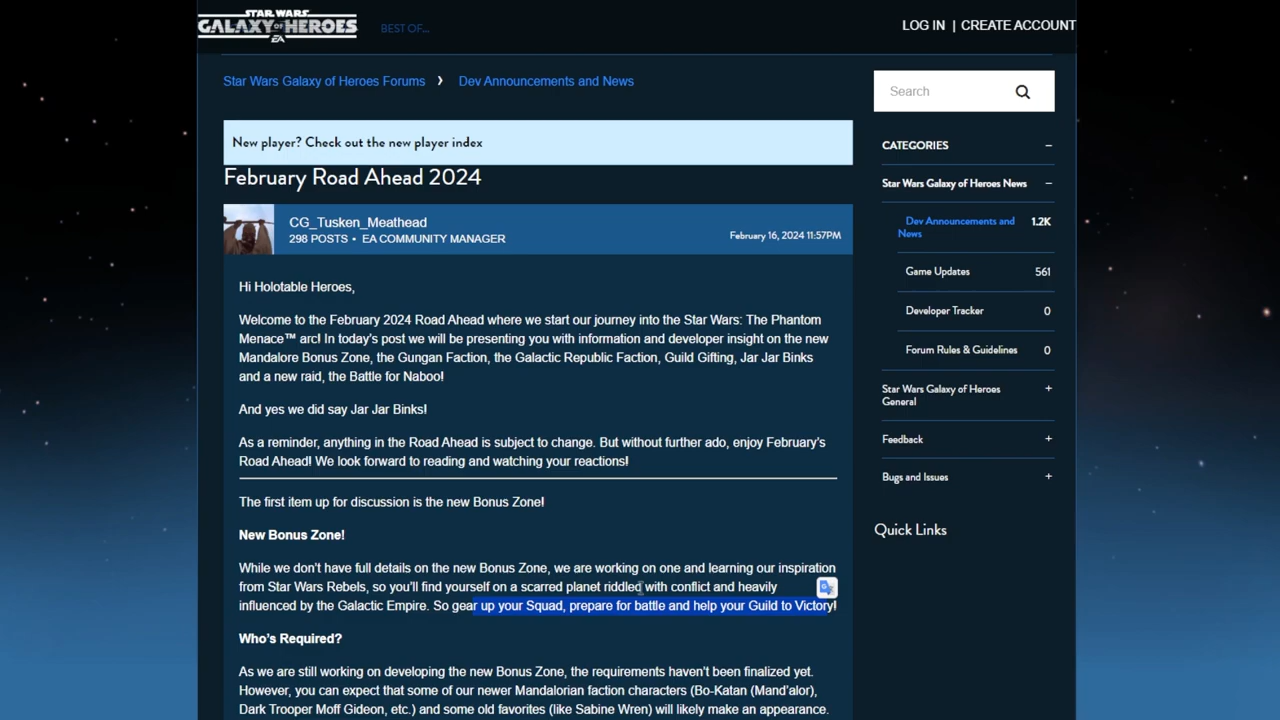 STAR WARS
GALAXY OF HEROES
EA
BEST OF...
LOG IN | CREATE ACCOUNT
Star Wars Galaxy of Heroes Forums › Dev Announcements and News
Search
New player? Check out the new player index
February Road Ahead 2024
CG_Tusken_Meathead
298 POSTS • EA COMMUNITY MANAGER
February 16, 2024 11:57PM
Hi Holotable Heroes,
Welcome to the February 2024 Road Ahead where we start our journey into the Star Wars: The Phantom
Menace™ arc! In today's post we will be presenting you with information and developer insight on the new
Mandalore Bonus Zone, the Gungan Faction, the Galactic Republic Faction, Guild Gifting, Jar Jar Binks
and a new raid, the Battle for Naboo!
And yes we did say Jar Jar Binks!
As a reminder, anything in the Road Ahead is subject to change. But without further ado, enjoy February's
Road Ahead! We look forward to reading and watching your reactions!
The first item up for discussion is the new Bonus Zone!
New Bonus Zone!
While we don't have full details on the new Bonus Zone, we are working on one and learning our inspiration
from Star Wars Rebels, so you'll find yourself on a scarred planet riddled with conflict and heavily
influenced by the Galactic Empire. So gear up your Squad, prepare for battle and help your Guild to Victory!
Who's Required?
As we are still working on developing the new Bonus Zone, the requirements haven't been finalized yet.
However, you can expect that some of our newer Mandalorian faction characters (Bo-Katan (Mand'alor),
Dark Trooper Moff Gideon, etc.) and some old favorites (like Sabine Wren) will likely make an appearance.
CATEGORIES –
Star Wars Galaxy of Heroes News –
Dev Announcements and 1.2K
News
Game Updates 561
Developer Tracker 0
Forum Rules & Guidelines 0
Star Wars Galaxy of Heroes +
General
Feedback +
Bugs and Issues +
Quick Links